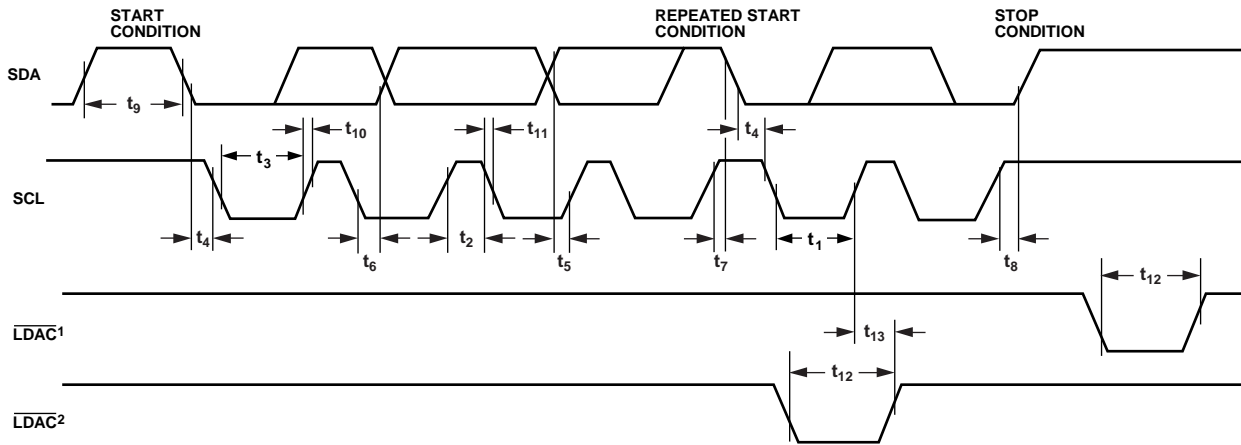 START
CONDITION
REPEATED START
CONDITION
STOP
CONDITION
SDA
t9
t10
t11
t4
t3
SCL
t4
t6
t2
t5
t7
t1
t8
t12
LDAC1
t13
t12
LDAC2